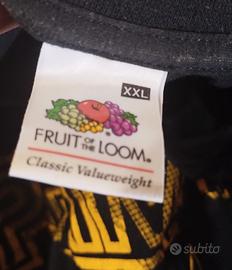 XXL
FRUIT OF THE LOOM®
Classic Valueweight
subito